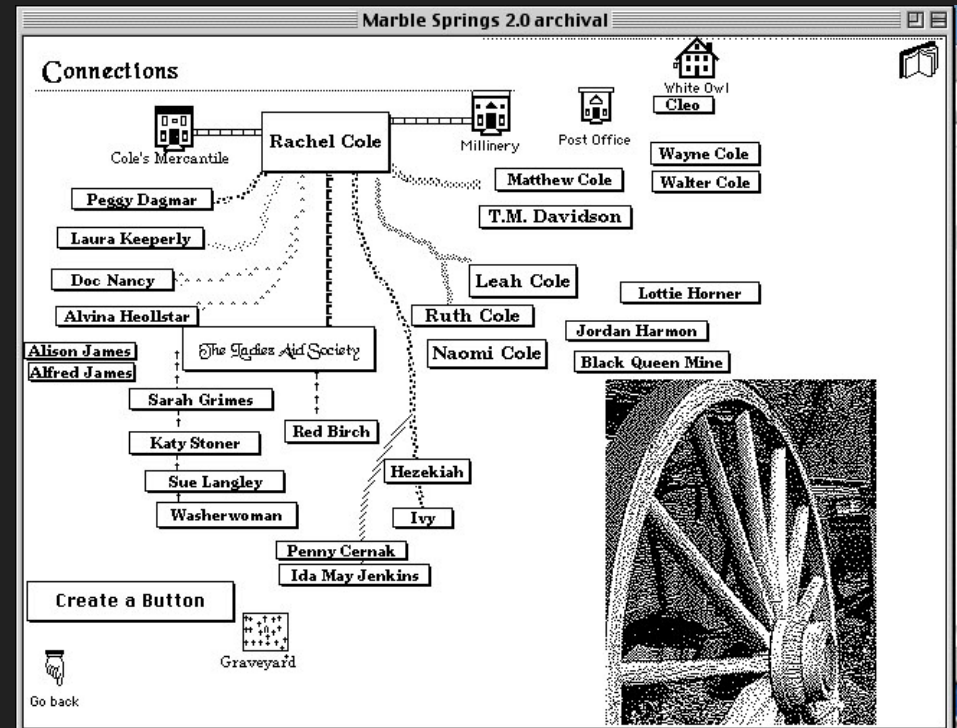 Marble Springs 2.0 archival
Connections
White Owl
Cleo
Cole's Mercantile
Rachel Cole
Millinery
Post Office
Wayne Cole
Walter Cole
Matthew Cole
Peggy Dagmar
T.M. Davidson
Laura Keeperly
Doc Nancy
Leah Cole
Lottie Horner
Alvina Heollstar
Ruth Cole
Jordan Harmon
The Ladies Aid Society
Alison James
Naomi Cole
Black Queen Mine
Alfred James
Sarah Grimes
Red Birch
Katy Stoner
Hezekiah
Sue Langley
Washerwoman
Ivy
Penny Cernak
Ida May Jenkins
Create a Button
Graveyard
Go back